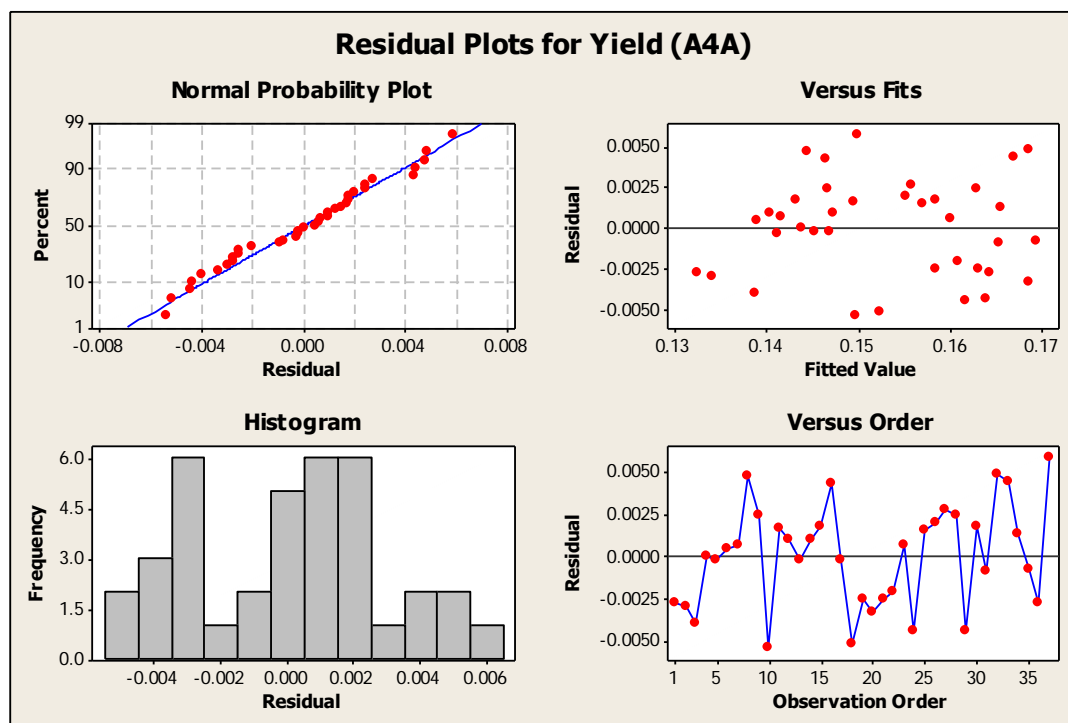 Residual Plots for Yield (A4A)
Normal Probability Plot
99
90
50
10
1
Percent
-0.008 -0.004 0.000 0.004 0.008
Residual
Versus Fits
0.0050
0.0025
0.0000
-0.0025
-0.0050
Residual
0.13 0.14 0.15 0.16 0.17
Fitted Value
Histogram
6.0
4.5
3.0
1.5
0.0
Frequency
-0.004 -0.002 0.000 0.002 0.004 0.006
Residual
Versus Order
0.0050
0.0025
0.0000
-0.0025
-0.0050
Residual
1 5 10 15 20 25 30 35
Observation Order